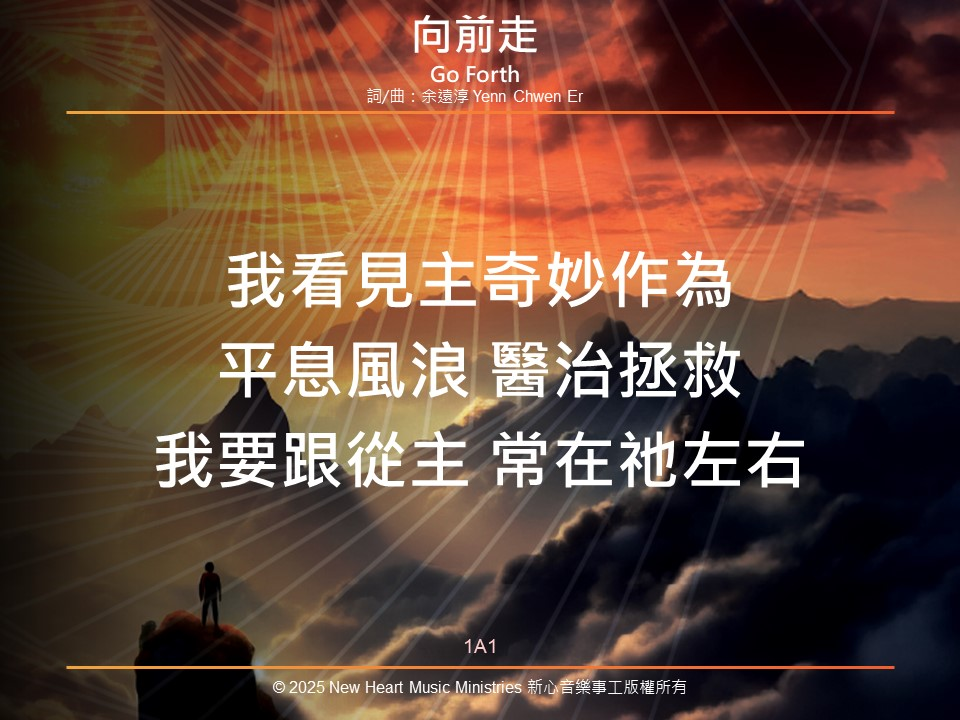 向前走
Go Forth
詞/曲：余遠淳 Yenn Chwen Er
我看見主奇妙作為
平息風浪 醫治拯救
我要跟從主 常在祂左右
1A1
© 2025 New Heart Music Ministries 新心音樂事工版權所有